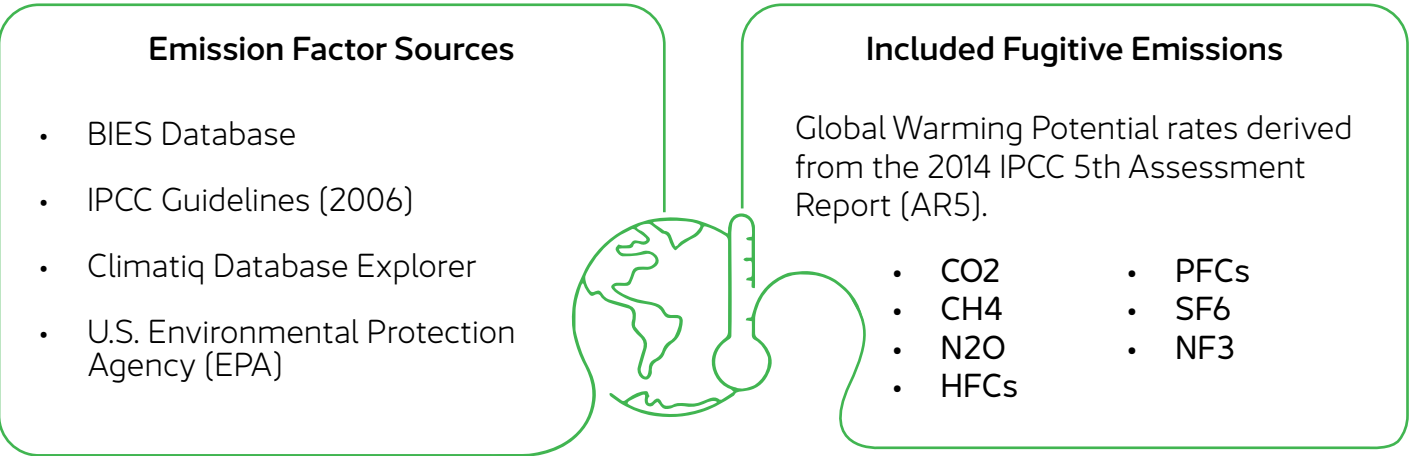 Emission Factor Sources
• BIES Database
• IPCC Guidelines (2006)
• Climatiq Database Explorer
• U.S. Environmental Protection
Agency (EPA)
Included Fugitive Emissions
Global Warming Potential rates derived
from the 2014 IPCC 5th Assessment
Report (AR5).
• CO2
• CH4
• N2O
• HFCs
• PFCs
• SF6
• NF3